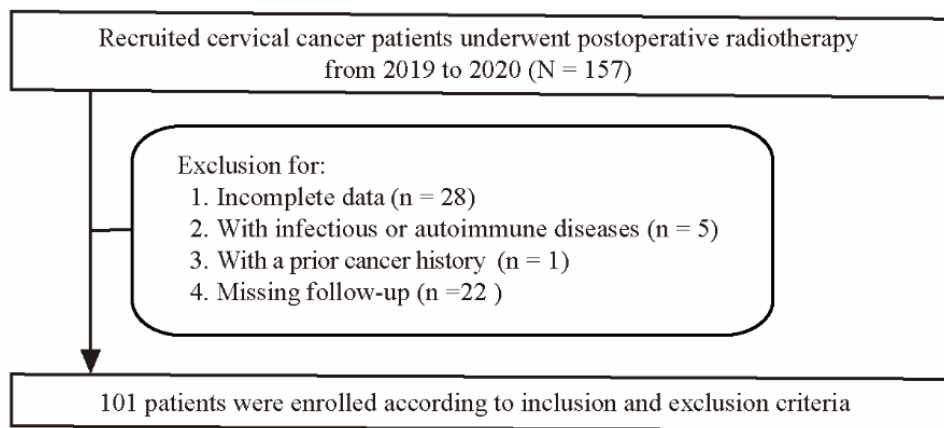 Recruited cervical cancer patients underwent postoperative radiotherapy
from 2019 to 2020 (N = 157)
Exclusion for:
1. Incomplete data (n = 28)
2. With infectious or autoimmune diseases (n = 5)
3. With a prior cancer history (n = 1)
4. Missing follow-up (n =22 )
101 patients were enrolled according to inclusion and exclusion criteria